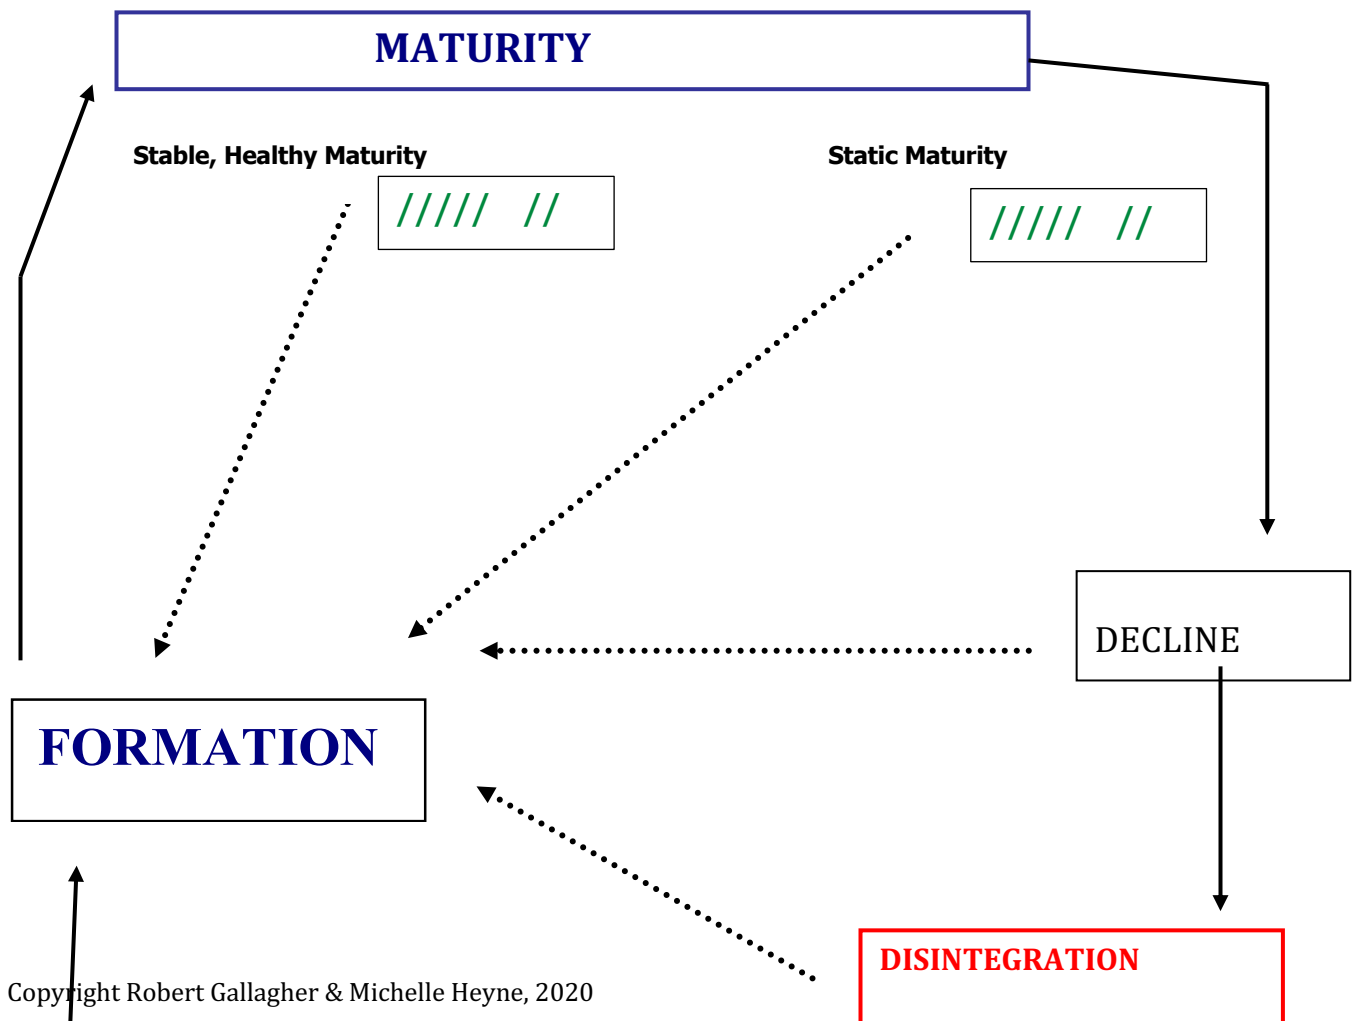 MATURITY
Stable, Healthy Maturity
Static Maturity
///// //
///// //
DECLINE
FORMATION
DISINTEGRATION
Copyright Robert Gallagher & Michelle Heyne, 2020